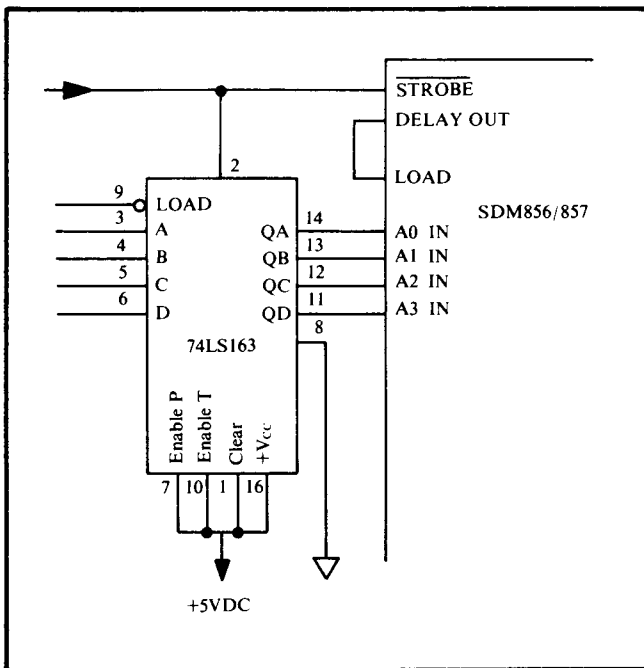 STROBE
DELAY OUT
2
9
LOAD
LOAD
SDM856/857
3
A
QA
14
A0 IN
4
B
QB
13
A1 IN
5
C
QC
12
A2 IN
6
D
QD
11
A3 IN
8
74LS163
Enable P
Enable T
Clear
+Vcc
7
10
1
16
+5VDC